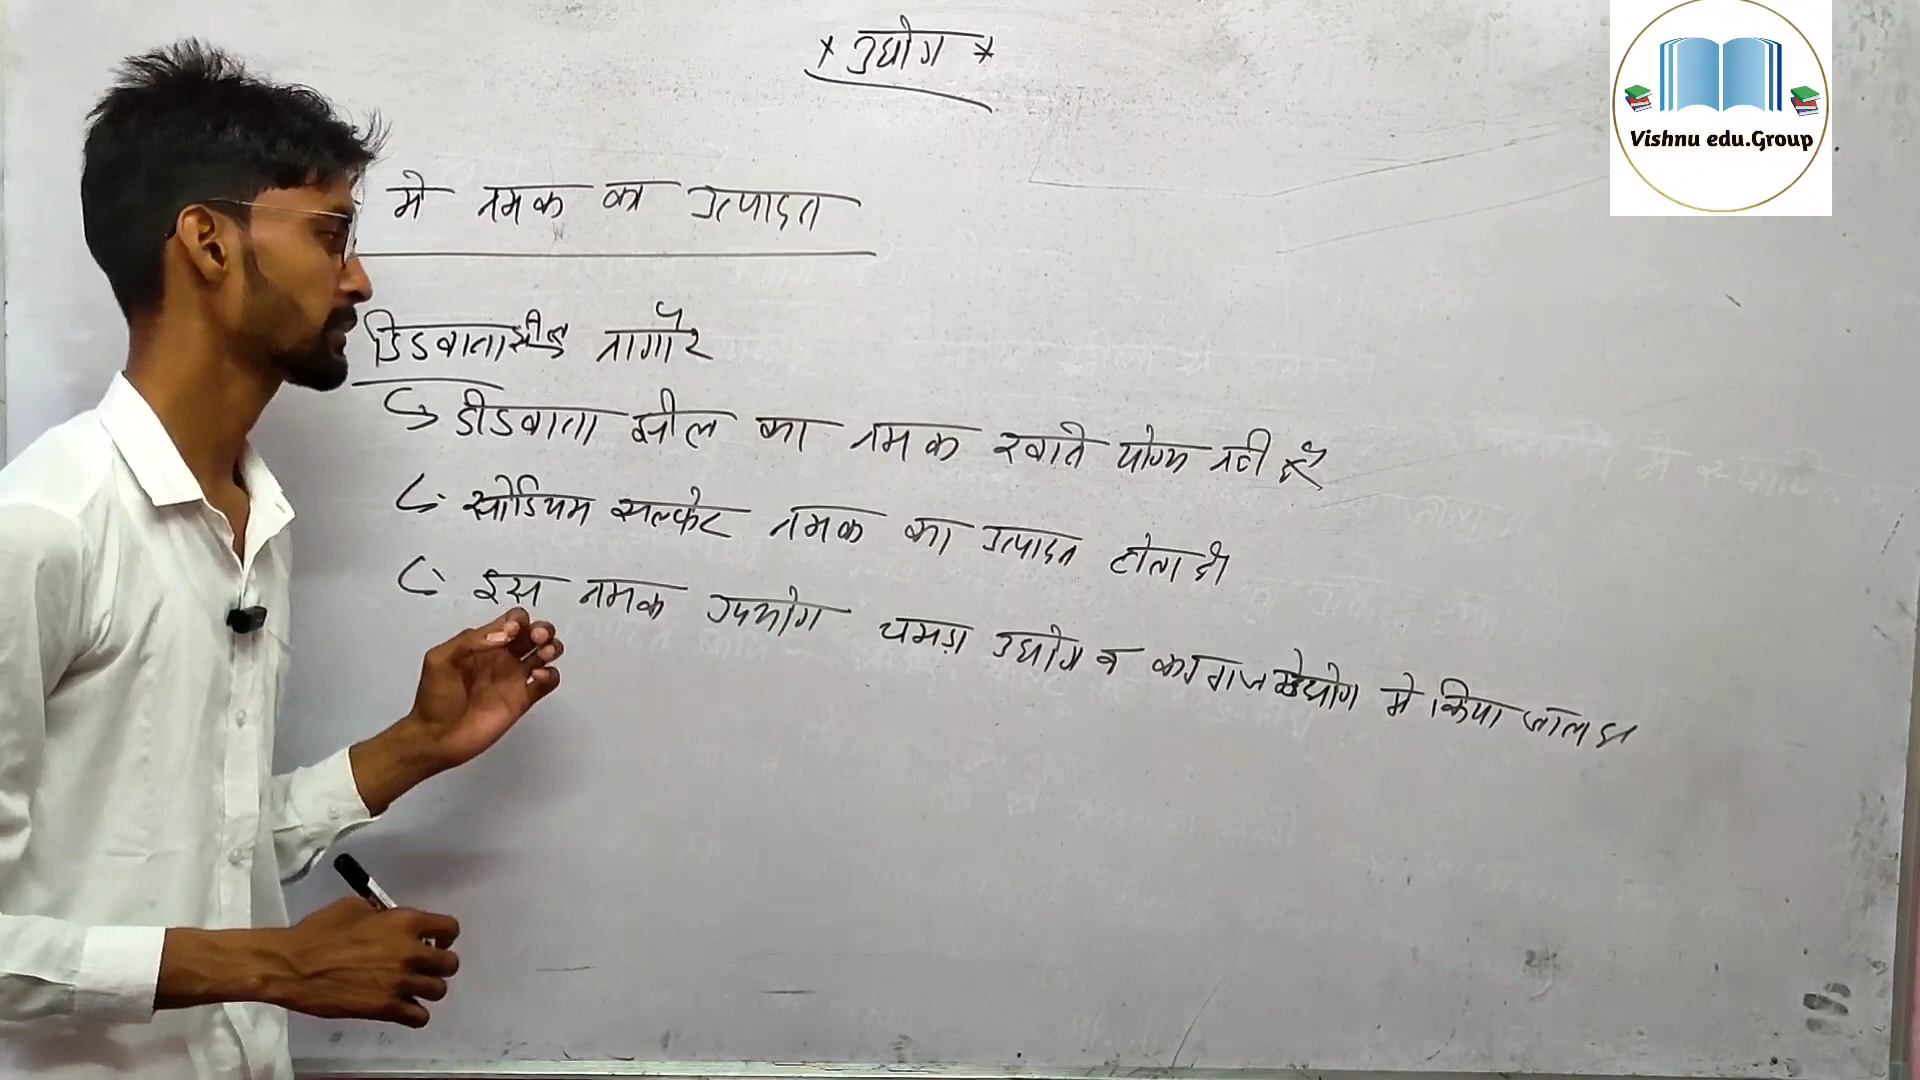 * उद्योग *
Vishnu edu.Group
में नमक का उत्पादन
डिडवाना झील नागौर
↳ डीडवाना झील का नमक खाने योग्य नही है
↳ सोडियम सल्फेट नमक का उत्पादन होता है
↳ इस नमक उपयोग चमड़ा उद्योग व कागज उद्योग मे किया जाता है